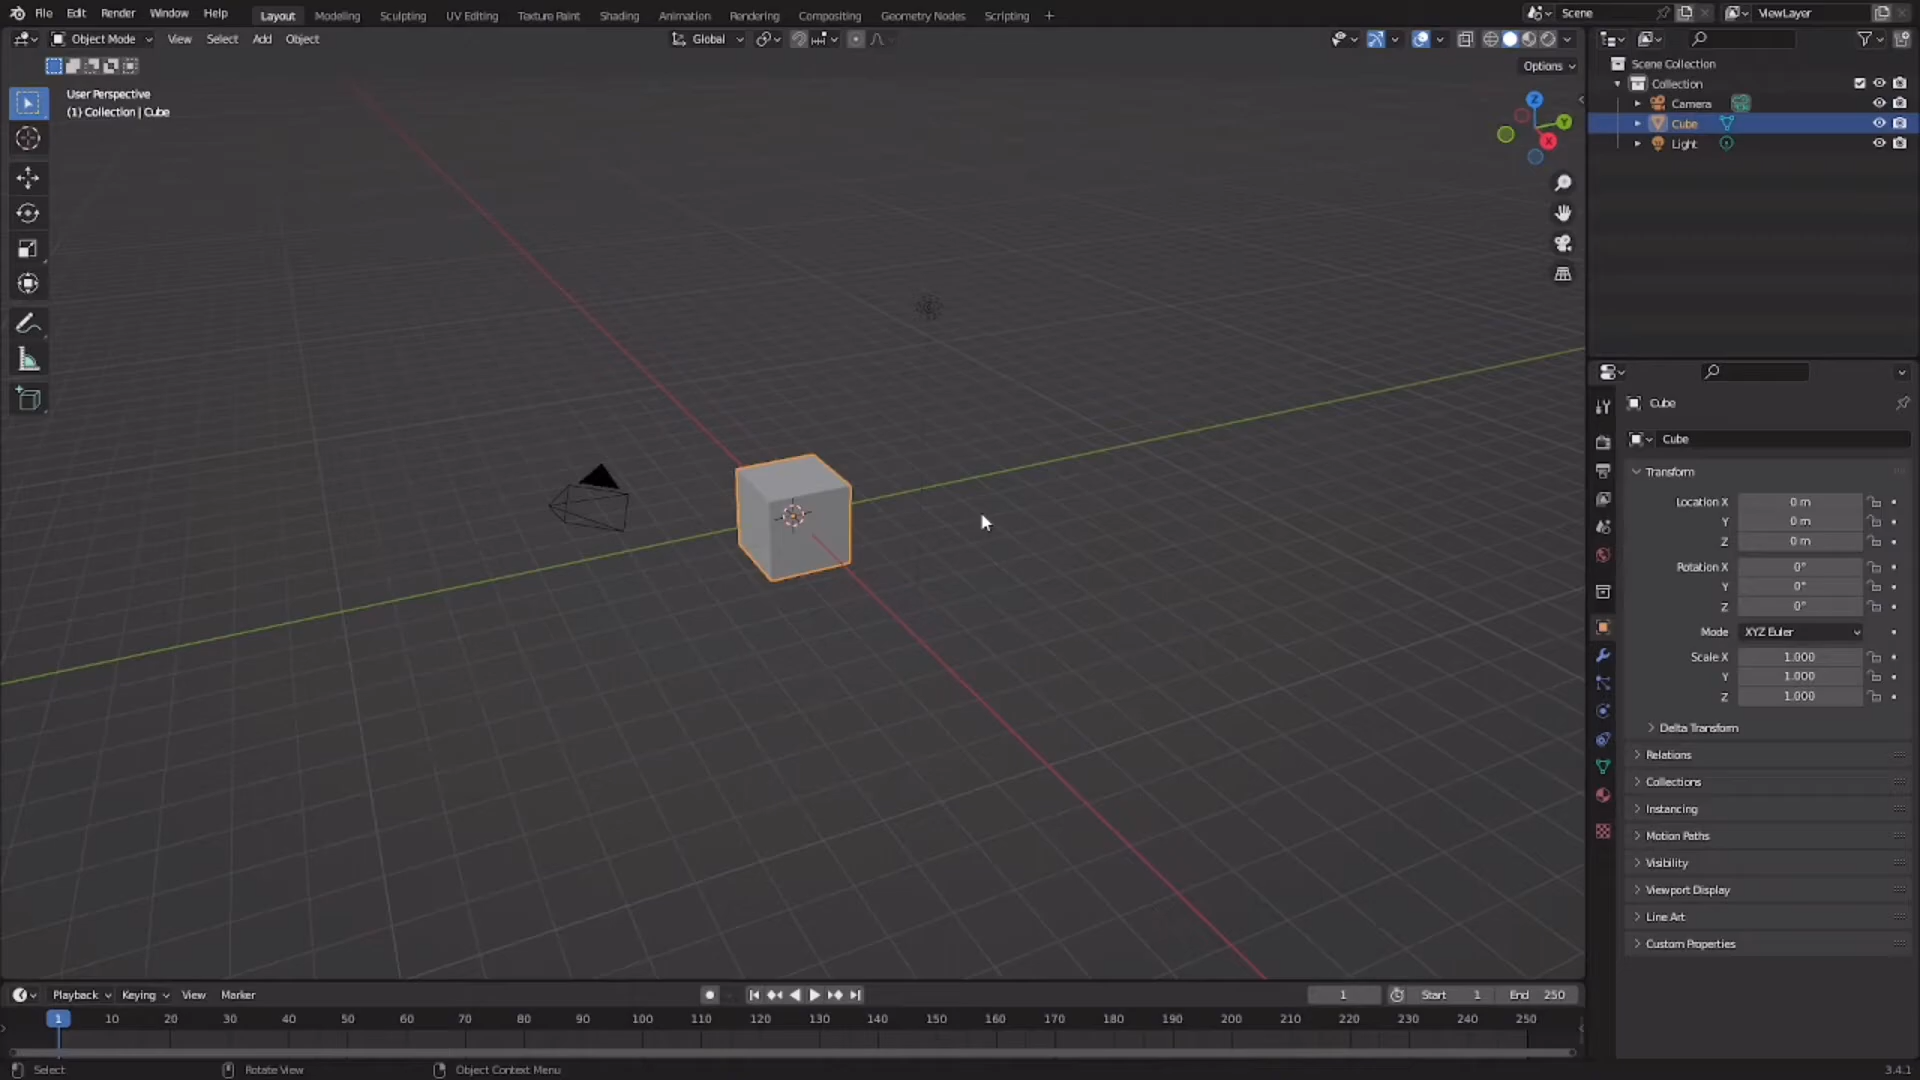 File Edit Render Window Help Layout Modeling Sculpting UV Editing Texture Paint Shading Animation Rendering Compositing Geometry Nodes Scripting + Scene ViewLayer
Object Mode View Select Add Object Global
Options
User Perspective
(1) Collection | Cube
Z
Y
X
Scene Collection
Collection
Camera
Cube
Light
Cube
Cube
Transform
Location X 0 m
Y 0 m
Z 0 m
Rotation X 0°
Y 0°
Z 0°
Mode XYZ Euler
Scale X 1.000
Y 1.000
Z 1.000
Delta Transform
Relations
Collections
Instancing
Motion Paths
Visibility
Viewport Display
Line Art
Custom Properties
Playback Keying View Marker 1 Start 1 End 250
1 10 20 30 40 50 60 70 80 90 100 110 120 130 140 150 160 170 180 190 200 210 220 230 240 250
Select Rotate View Object Context Menu 3.4.1